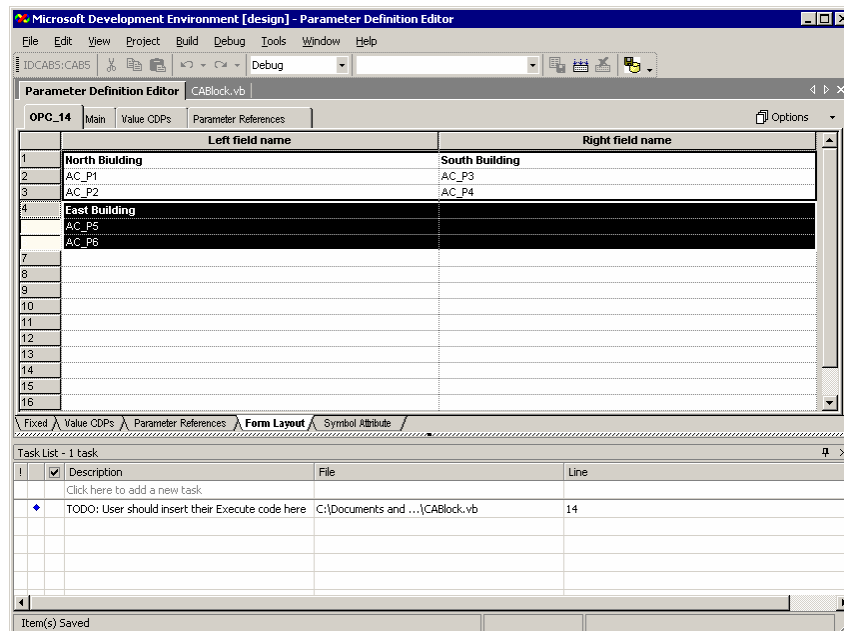 Microsoft Development Environment [design] - Parameter Definition Editor
File Edit View Project Build Debug Tools Window Help
IDCABS:CAB5 Debug
Parameter Definition Editor CABlock.vb
OPC_14 Main Value CDPs Parameter References Options
Left field name Right field name
1 North Biulding South Building
2 AC_P1 AC_P3
3 AC_P2 AC_P4
4 East Building
AC_P5
AC_P6
7
8
9
10
11
12
13
14
15
16
Fixed Value CDPs Parameter References Form Layout Symbol Attribute
Task List - 1 task
! Description File Line
Click here to add a new task
TODO: User should insert their Execute code here C:\Documents and ...\CABlock.vb 14
Item(s) Saved